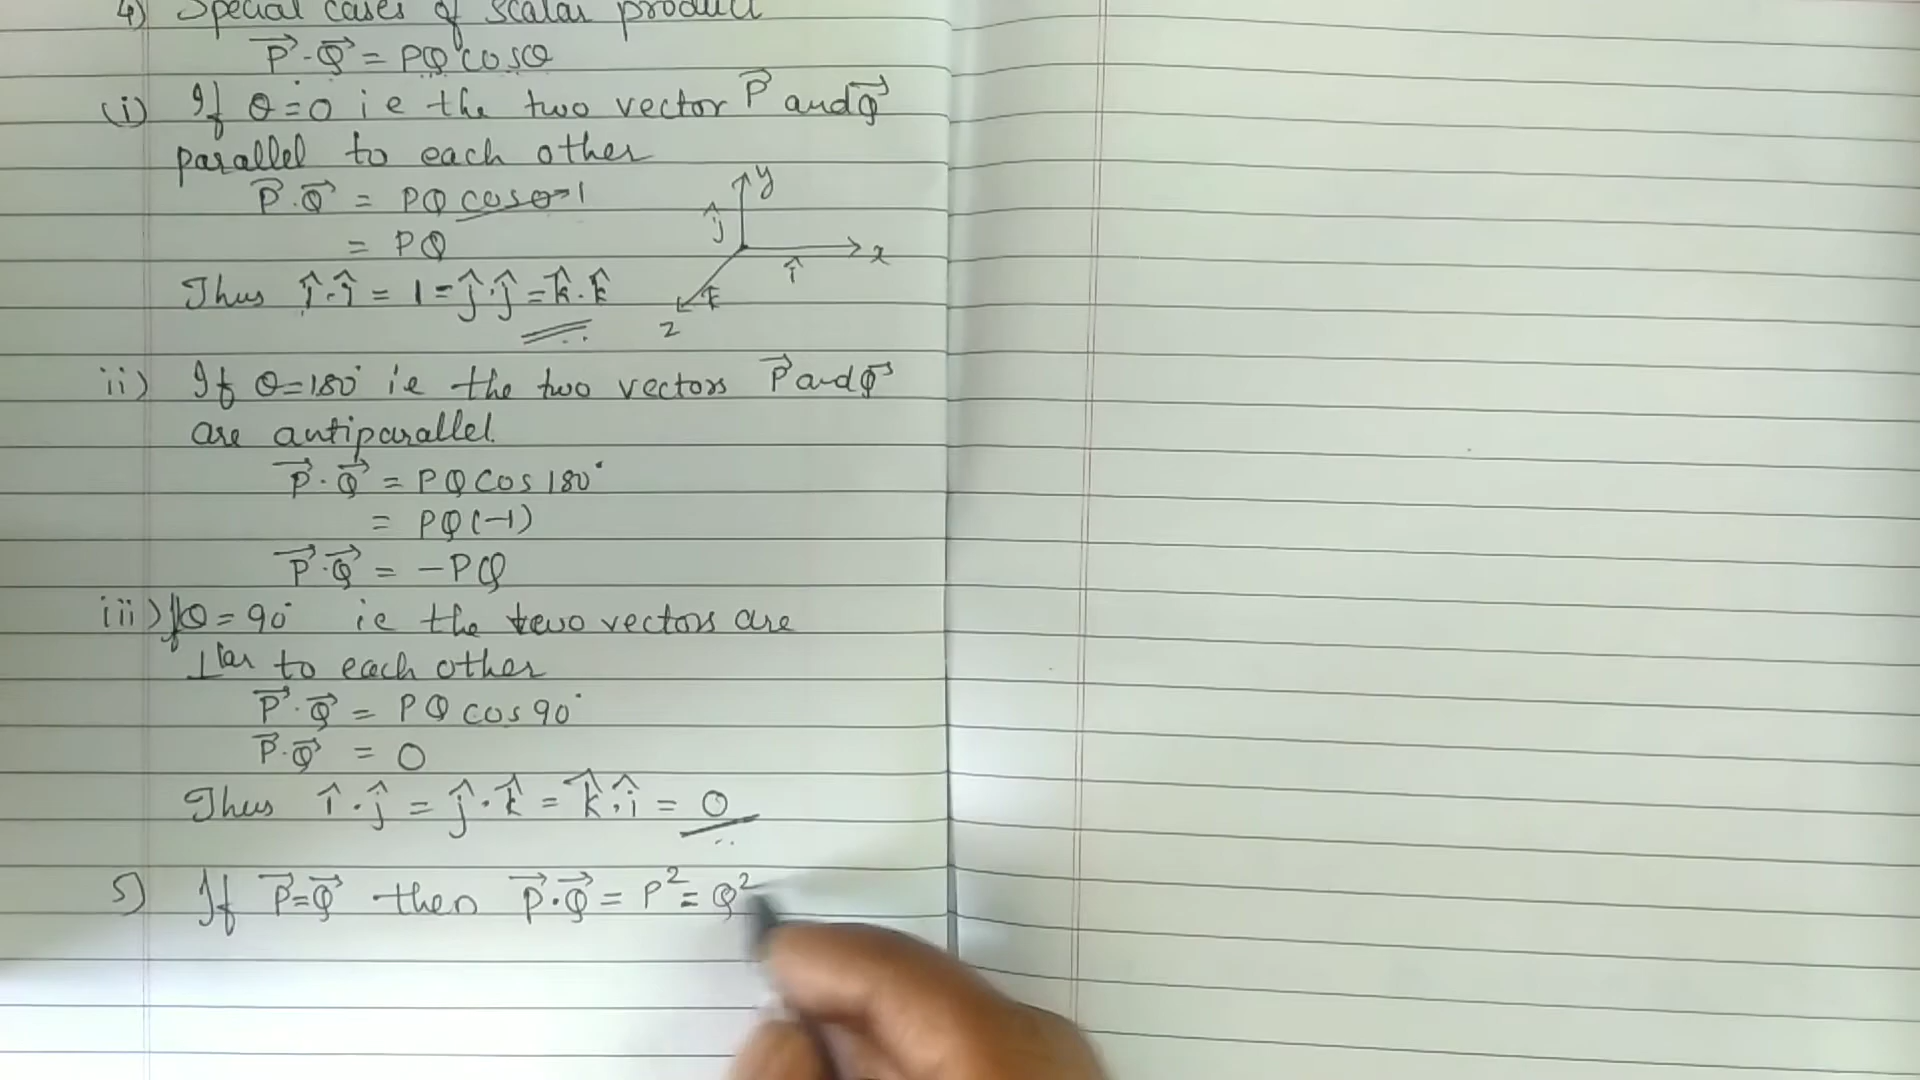 4) Special cases of scalar product
P⃗·Q⃗ = PQ cosθ
(i) If θ=0 ie the two vector P⃗ and Q⃗
parallel to each other
P⃗·Q⃗ = PQ cosθ=1
= PQ
Thus î·î = 1 = ĵ·ĵ = k̂·k̂
y
ĵ
x
î
k̂
z
ii) If θ=180° ie the two vectors P⃗ and Q⃗
are antiparallel.
P⃗·Q⃗ = PQ Cos 180°
= PQ(-1)
P⃗·Q⃗ = -PQ
iii) If θ=90° ie the two vectors are
⊥lar to each other
P⃗·Q⃗ = PQ cos 90°
P⃗·Q⃗ = 0
Thus î·ĵ = ĵ·k̂ = k̂·î = 0
5) If P⃗=Q⃗ then P⃗·Q⃗ = P² = Q²